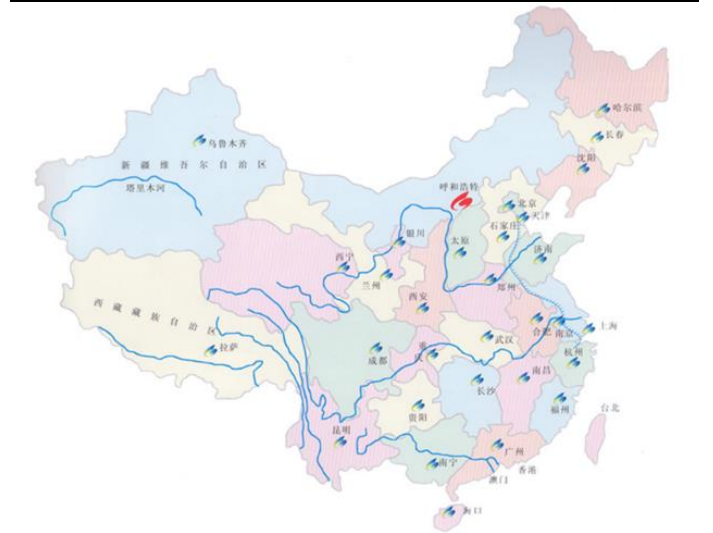 哈尔滨
长春
乌鲁木齐
沈阳
新疆维吾尔自治区
塔里木河
呼和浩特
北京
天津
石家庄
银川
太原
济南
西宁
兰州
郑州
西安
西藏藏族自治区
上海
合肥
南京
武汉
拉萨
成都
重庆
杭州
南昌
长沙
贵阳
福州
台北
昆明
广州
南宁
香港
澳门
海口